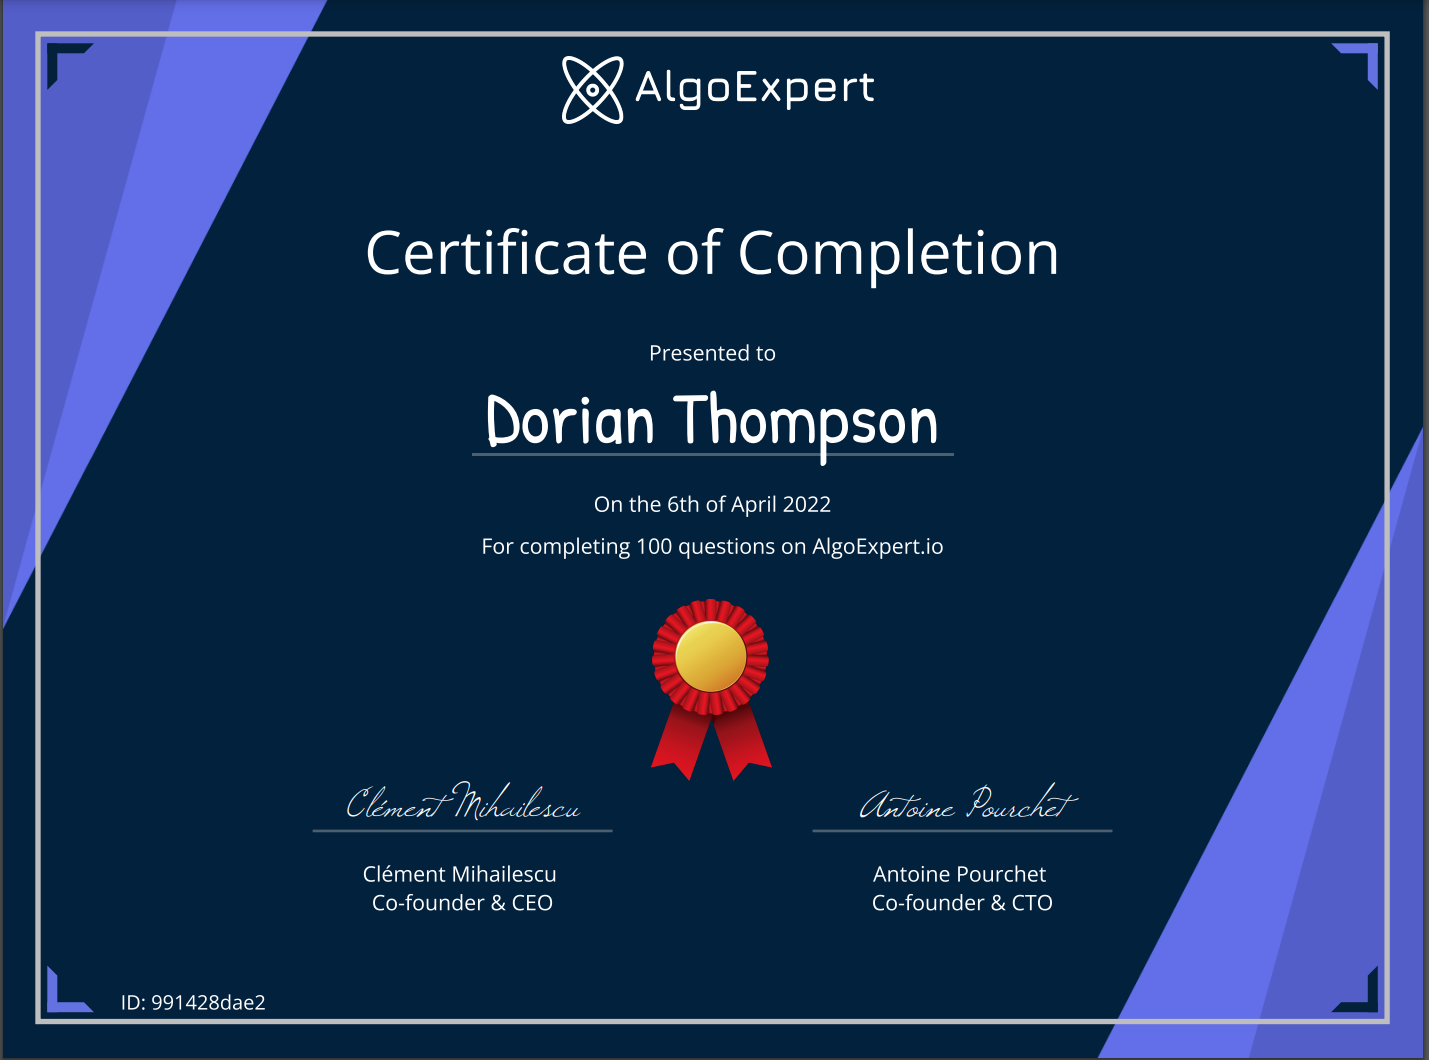 AlgoExpert
Certificate of Completion
Presented to
Dorian Thompson
On the 6th of April 2022
For completing 100 questions on AlgoExpert.io
Clément Mihailescu
Antoine Pourchet
Clément Mihailescu
Co-founder & CEO
Antoine Pourchet
Co-founder & CTO
ID: 991428dae2